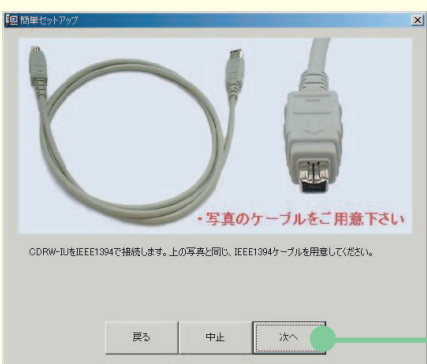 簡単セットアップ
・写真のケーブルをご用意下さい
CDRW-IUをIEEE1394で接続します。上の写真と同じ、IEEE1394ケーブルを用意してください。
戻る
中止
次へ